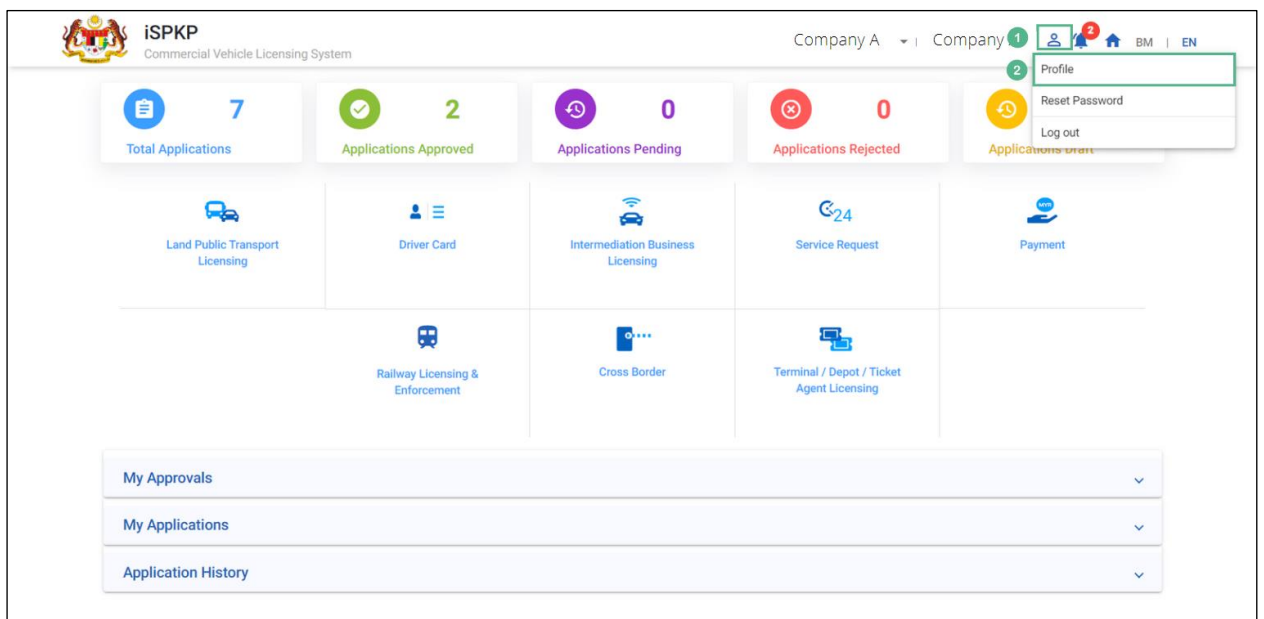 iSPKP
Commercial Vehicle Licensing System
Company A | Company 1 2 BM | EN
2 Profile
Reset Password
Log out
7 2 0 0
Total Applications Applications Approved Applications Pending Applications Rejected Applications Draft
24 MYR
Land Public Transport
Licensing
Driver Card
Intermediation Business
Licensing
Service Request
Payment
Railway Licensing &
Enforcement
Cross Border
Terminal / Depot / Ticket
Agent Licensing
My Approvals
My Applications
Application History